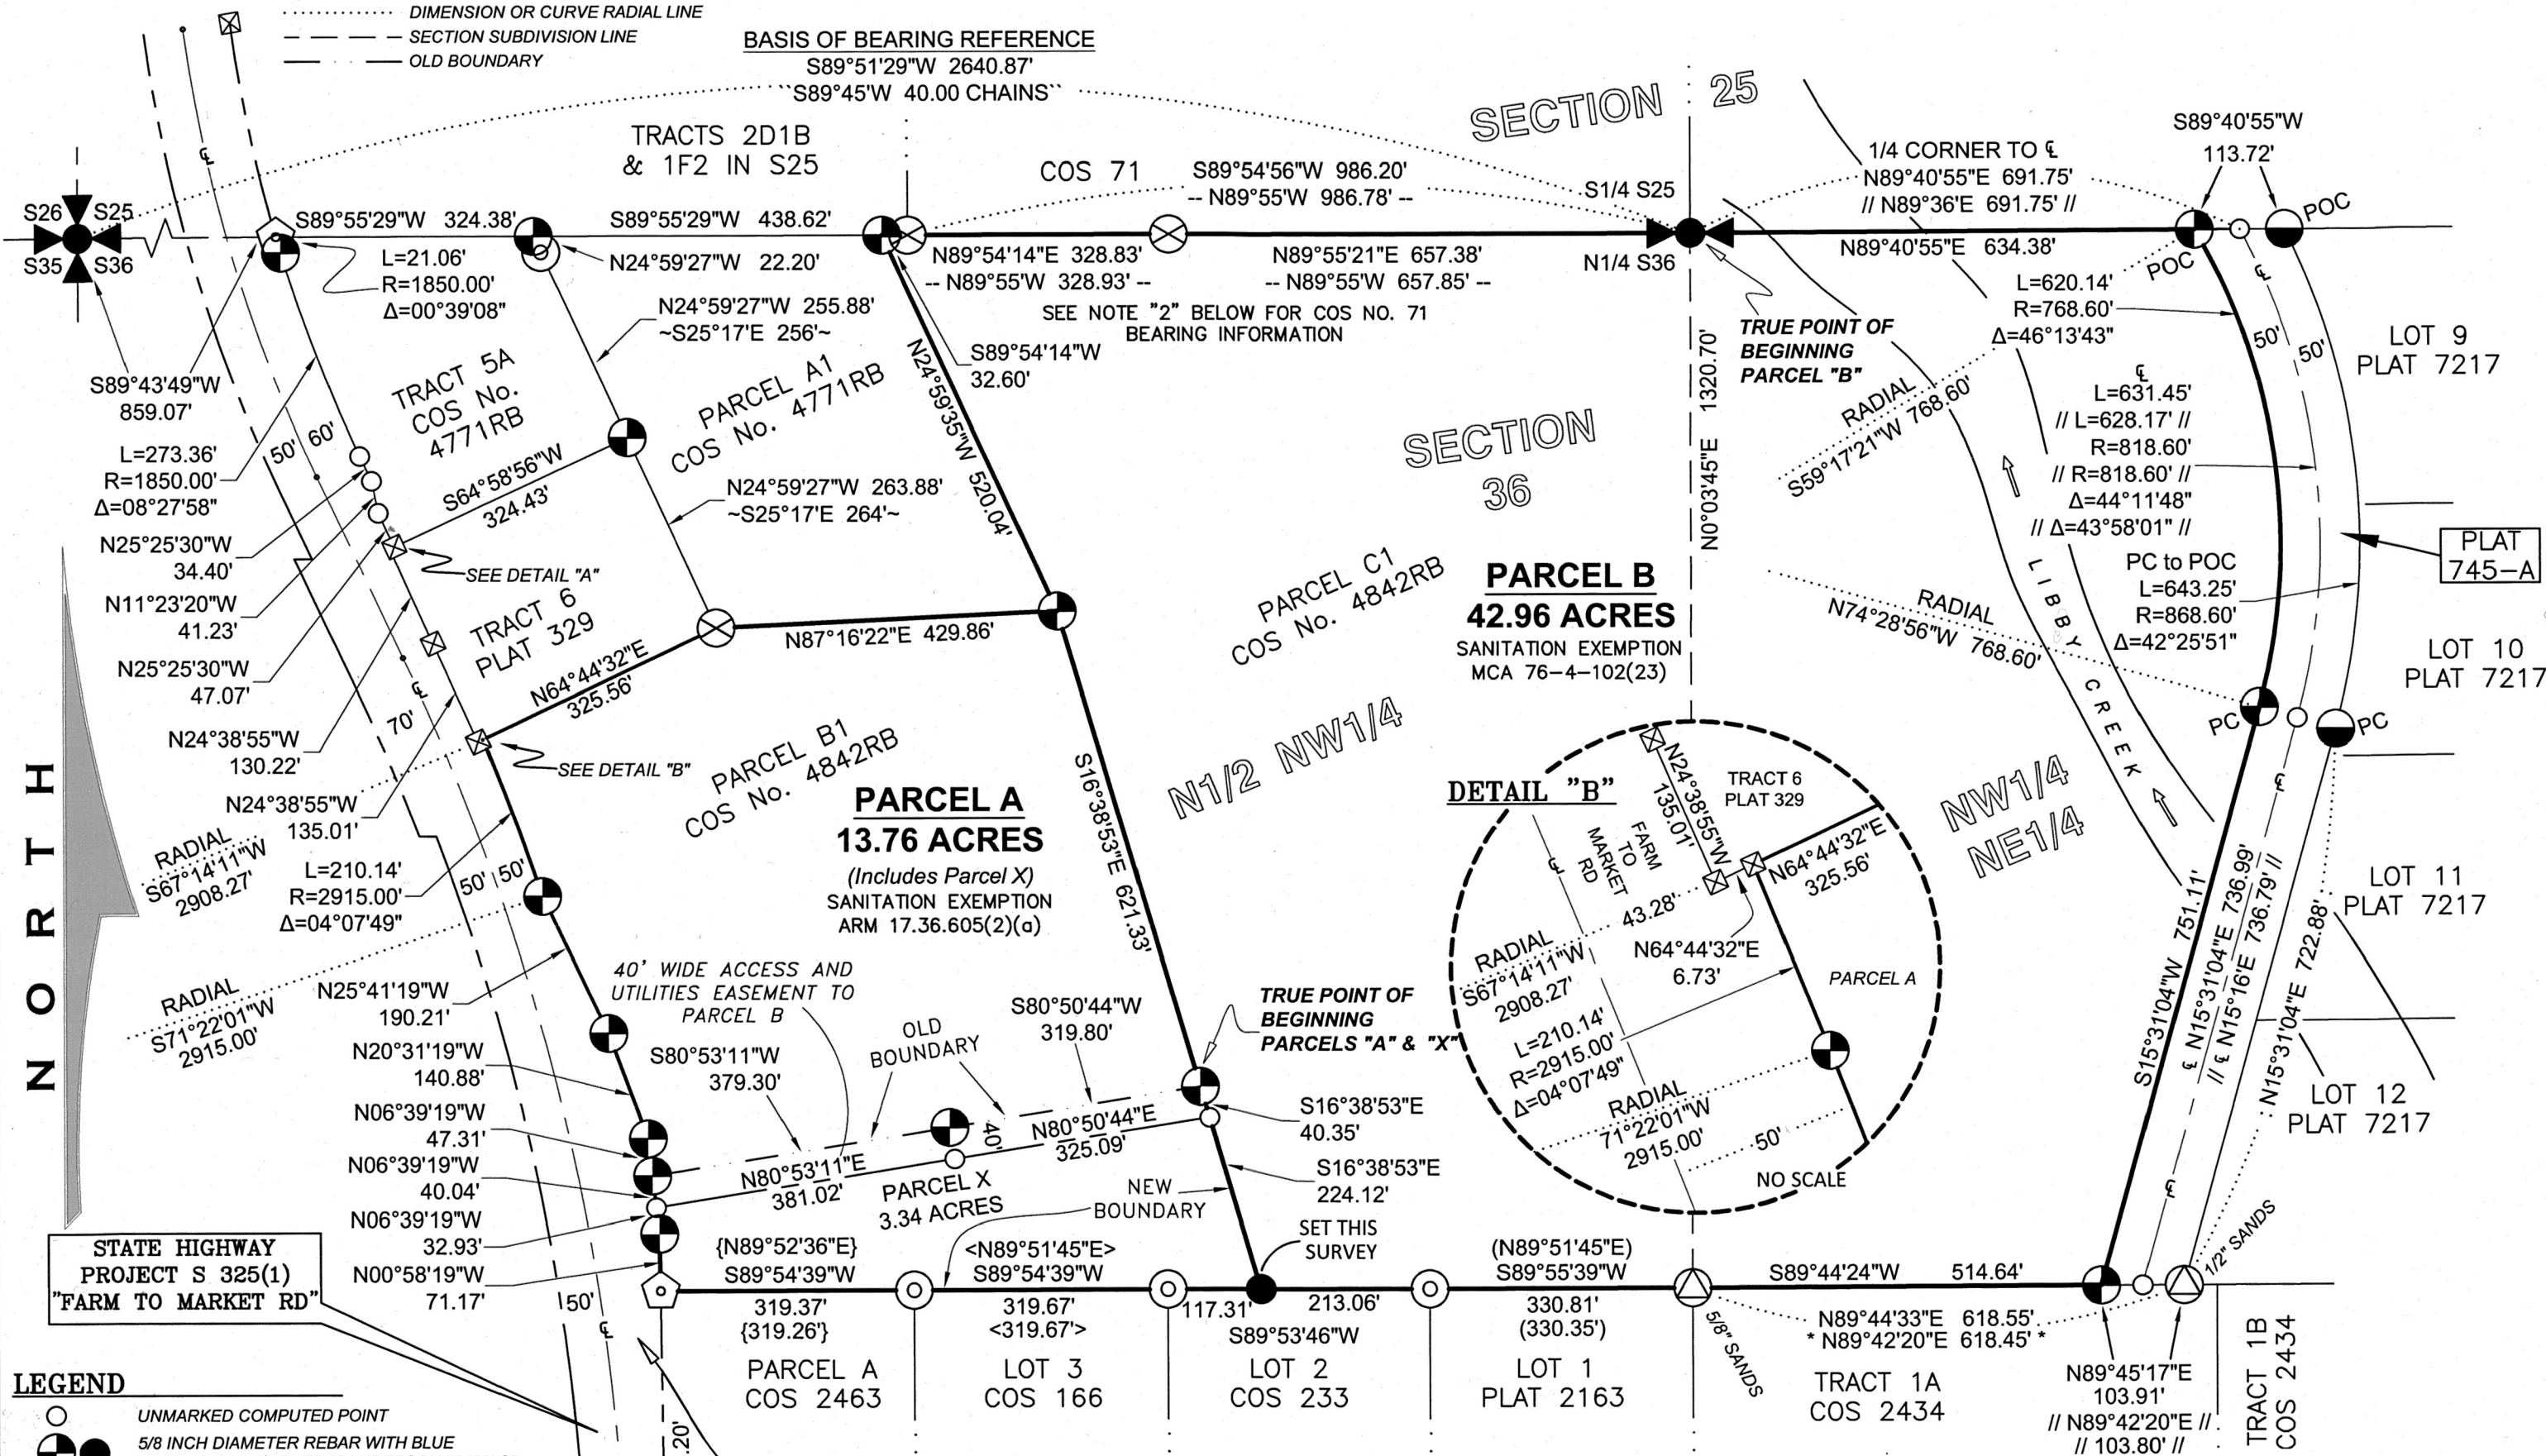 DIMENSION OR CURVE RADIAL LINE
SECTION SUBDIVISION LINE
OLD BOUNDARY
BASIS OF BEARING REFERENCE
S89°51'29"W 2640.87'
"S89°45'W 40.00 CHAINS"
SECTION 25
TRACTS 2D1B
& 1F2 IN S25
COS 71
S89°54'56"W 986.20'
-- N89°55'W 986.78' --
S1/4 S25
N1/4 S36
1/4 CORNER TO ℄
N89°40'55"E 691.75'
// N89°36'E 691.75' //
S89°40'55"W
113.72'
POC
S26 S25
S35 S36
S89°55'29"W 324.38'
S89°55'29"W 438.62'
L=21.06'
R=1850.00'
Δ=00°39'08"
N24°59'27"W 22.20'
N89°54'14"E 328.83'
-- N89°55'W 328.93' --
N89°55'21"E 657.38'
-- N89°55'W 657.85' --
SEE NOTE "2" BELOW FOR COS NO. 71
BEARING INFORMATION
N89°40'55"E 634.38'
POC
N24°59'27"W 255.88'
~S25°17'E 256'~
S89°54'14"W
32.60'
TRUE POINT OF
BEGINNING
PARCEL "B"
L=620.14'
R=768.60'
Δ=46°13'43"
50'
50'
℄
LOT 9
PLAT 7217
S89°43'49"W
859.07'
TRACT 5A
COS No.
4771RB
PARCEL A1
COS No. 4771RB
N24°59'35"W 520.04'
N0°03'45"E 1320.70'
RADIAL
S59°17'21"W 768.60'
℄
L=631.45'
// L=628.17' //
R=818.60'
// R=818.60' //
Δ=44°11'48"
// Δ=43°58'01" //
L=273.36'
R=1850.00'
Δ=08°27'58"
50'
60'
S64°58'56"W
324.43'
N24°59'27"W 263.88'
~S25°17'E 264'~
SECTION
36
PLAT
745-A
N25°25'30"W
34.40'
SEE DETAIL "A"
N11°23'20"W
41.23'
TRACT 6
PLAT 329
PARCEL C1
COS No. 4842RB
PARCEL B
42.96 ACRES
SANITATION EXEMPTION
MCA 76-4-102(23)
PC to POC
L=643.25'
R=868.60'
Δ=42°25'51"
RADIAL
N74°28'56"W 768.60'
LIBBY CREEK
LOT 10
PLAT 7217
N25°25'30"W
47.07'
N64°44'32"E
325.56'
N87°16'22"E 429.86'
PC
PC
℄
70'
N24°38'55"W
130.22'
SEE DETAIL "B"
PARCEL B1
COS No. 4842RB
N1/2 NW1/4
S16°38'53"E 621.33'
N24°38'55"W
135.01'
PARCEL A
13.76 ACRES
(Includes Parcel X)
SANITATION EXEMPTION
ARM 17.36.605(2)(a)
DETAIL "B"
N24°38'55"W
135.01'
TRACT 6
PLAT 329
FARM
TO
MARKET
RD
℄
N64°44'32"E
325.56'
43.28'
N64°44'32"E
6.73'
RADIAL
S67°14'11"W
2908.27'
PARCEL A
L=210.14'
R=2915.00'
Δ=04°07'49"
RADIAL
71°22'01"W
2915.00'
50'
NO SCALE
NW1/4
NE1/4
RADIAL
S67°14'11"W
2908.27'
L=210.14'
R=2915.00'
Δ=04°07'49"
50'
50'
S15°31'04"W 751.11'
℄ N15°31'04"E 736.99'
// ℄ N15°16'E 736.79' //
N15°31'04"E 722.88'
℄
℄
LOT 11
PLAT 7217
RADIAL
S71°22'01"W
2915.00'
N25°41'19"W
190.21'
40' WIDE ACCESS AND
UTILITIES EASEMENT TO
PARCEL B
OLD
BOUNDARY
S80°50'44"W
319.80'
TRUE POINT OF
BEGINNING
PARCELS "A" & "X"
N20°31'19"W
140.88'
S80°53'11"W
379.30'
N06°39'19"W
47.31'
40'
N80°50'44"E
325.09'
S16°38'53"E
40.35'
LOT 12
PLAT 7217
N06°39'19"W
40.04'
N80°53'11"E
381.02'
PARCEL X
3.34 ACRES
NEW
BOUNDARY
S16°38'53"E
224.12'
N06°39'19"W
32.93'
SET THIS
SURVEY
1/2" SANDS
STATE HIGHWAY
PROJECT S 325(1)
"FARM TO MARKET RD"
N00°58'19"W
71.17'
50'
℄
{N89°52'36"E}
S89°54'39"W
319.37'
{319.26'}
<N89°51'45"E>
S89°54'39"W
319.67'
<319.67'>
117.31'
213.06'
S89°53'46"W
(N89°51'45"E)
S89°55'39"W
330.81'
(330.35')
5/8" SANDS
S89°44'24"W 514.64'
N89°44'33"E 618.55'
* N89°42'20"E 618.45' *
N89°45'17"E
103.91'
// N89°42'20"E //
// 103.80' //
PARCEL A
COS 2463
LOT 3
COS 166
LOT 2
COS 233
LOT 1
PLAT 2163
TRACT 1A
COS 2434
TRACT 1B
COS 2434
NORTH
LEGEND
UNMARKED COMPUTED POINT
5/8 INCH DIAMETER REBAR WITH BLUE